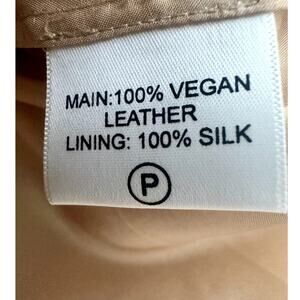 MAIN:100% VEGAN
LEATHER
LINING: 100% SILK
P